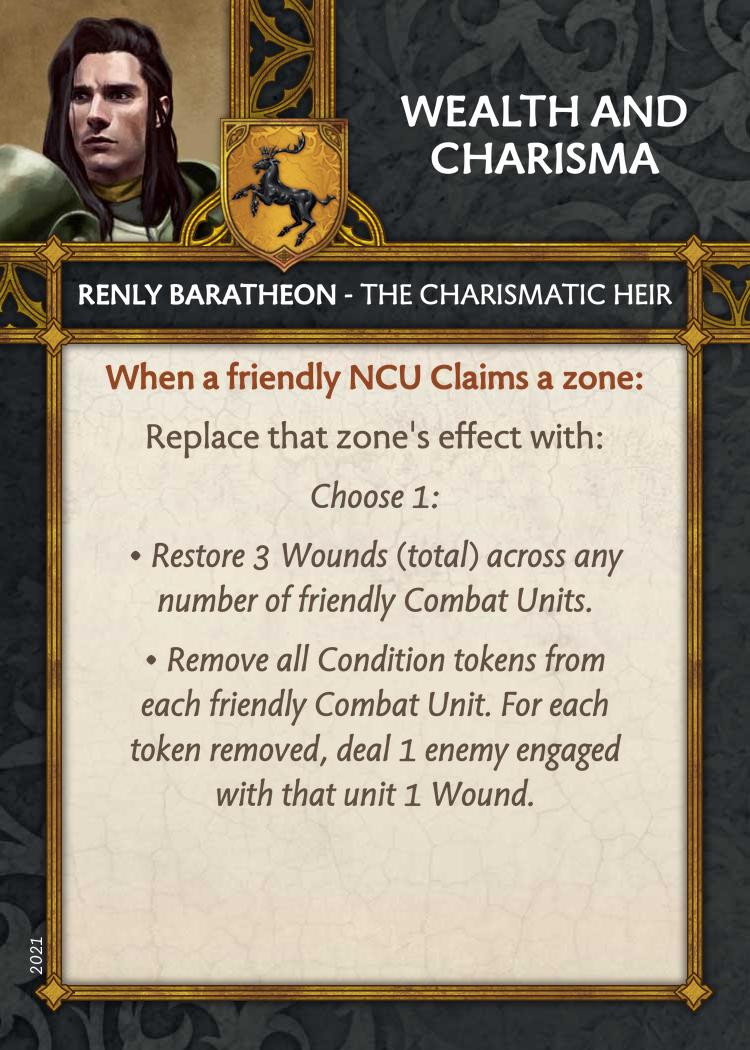 WEALTH AND
CHARISMA
RENLY BARATHEON - THE CHARISMATIC HEIR
When a friendly NCU Claims a zone:
Replace that zone's effect with:
Choose 1:
• Restore 3 Wounds (total) across any
number of friendly Combat Units.
• Remove all Condition tokens from
each friendly Combat Unit. For each
token removed, deal 1 enemy engaged
with that unit 1 Wound.
2021